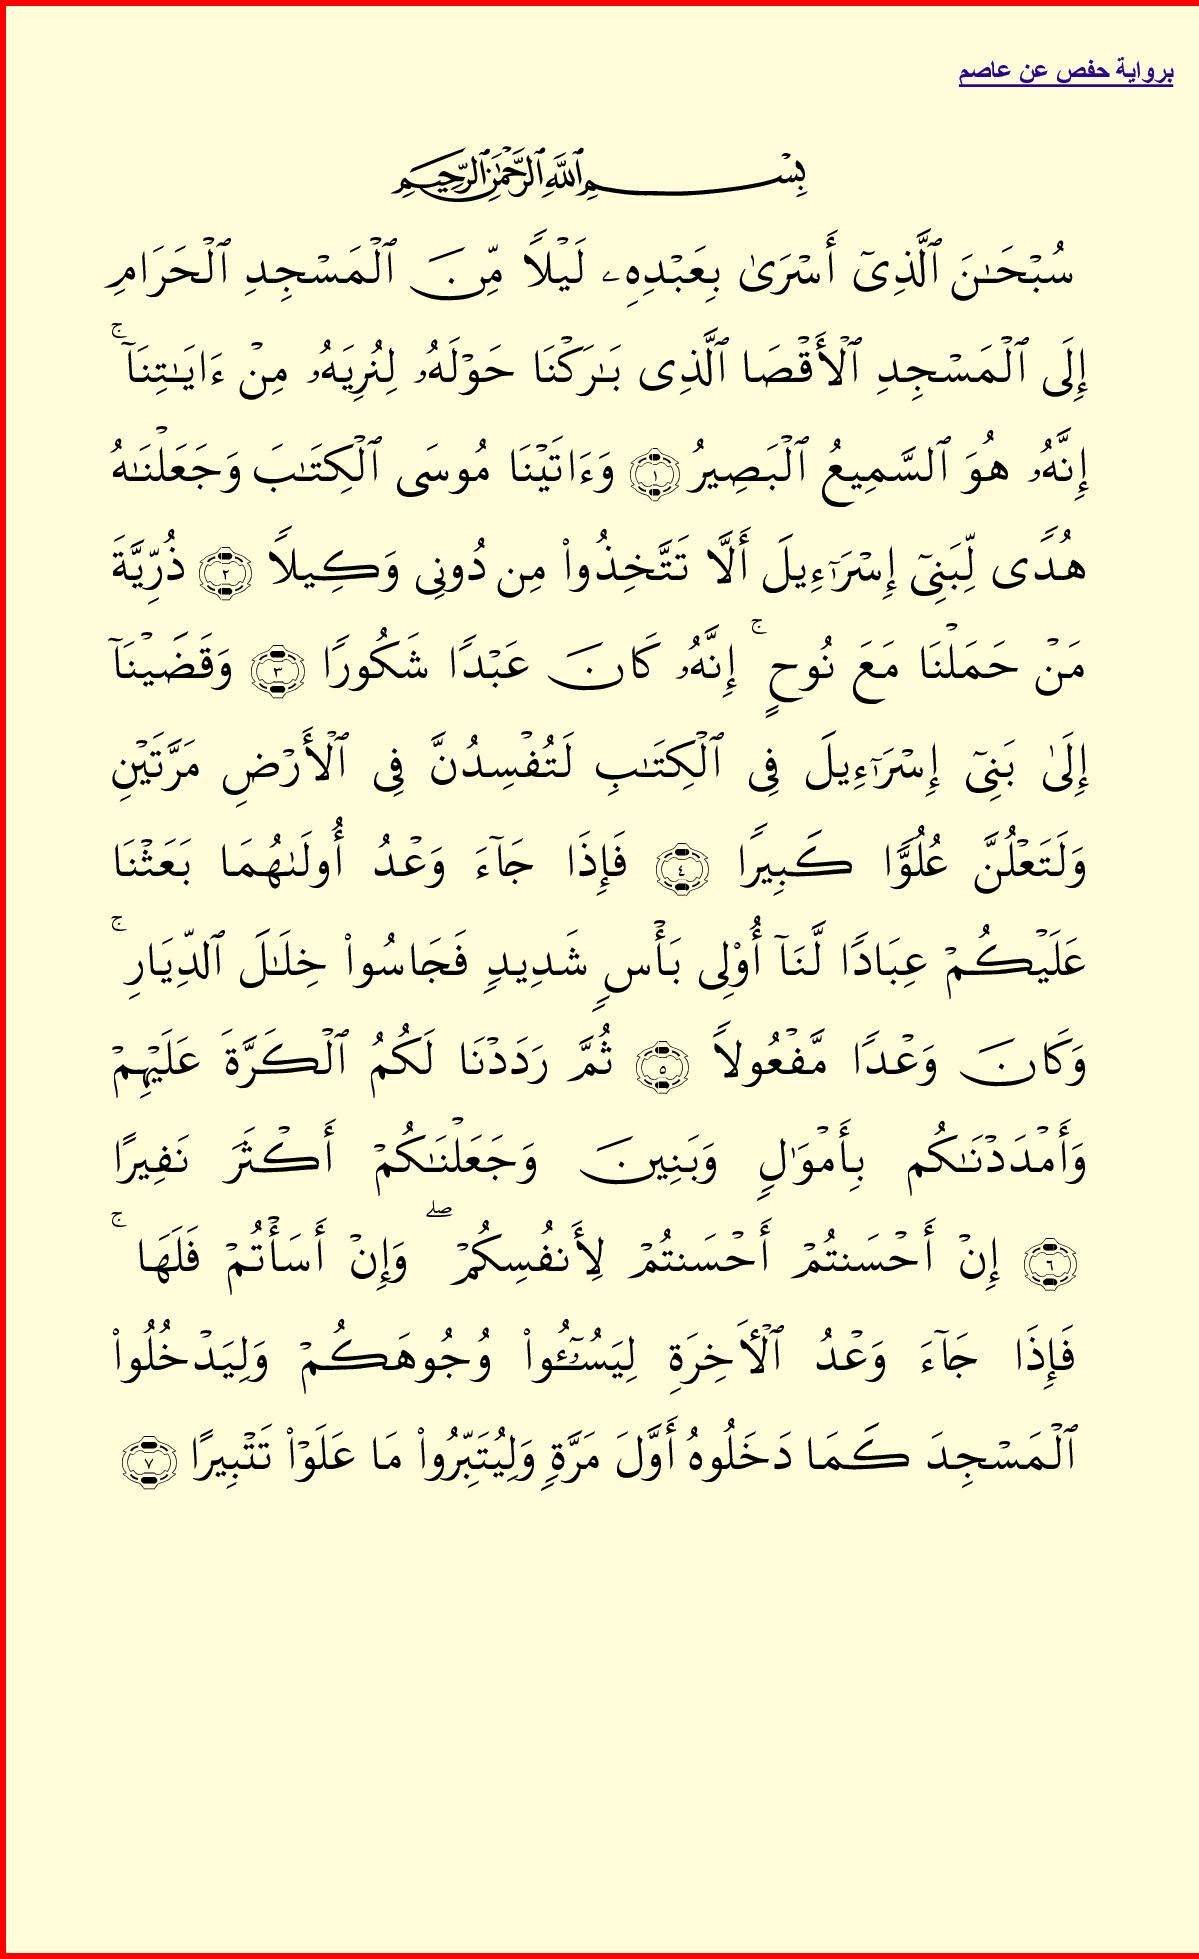 برواية حفص عن عاصم
بِسْمِ ٱللَّهِ ٱلرَّحْمَٰنِ ٱلرَّحِيمِ
سُبْحَـٰنَ ٱلَّذِىٓ أَسْرَىٰ بِعَبْدِهِۦ لَيْلًا مِّنَ ٱلْمَسْجِدِ ٱلْحَرَامِ
إِلَى ٱلْمَسْجِدِ ٱلْأَقْصَا ٱلَّذِى بَـٰرَكْنَا حَوْلَهُۥ لِنُرِيَهُۥ مِنْ ءَايَـٰتِنَآ ۚ
إِنَّهُۥ هُوَ ٱلسَّمِيعُ ٱلْبَصِيرُ ١ وَءَاتَيْنَا مُوسَى ٱلْكِتَـٰبَ وَجَعَلْنَـٰهُ
هُدًى لِّبَنِىٓ إِسْرَٰٓءِيلَ أَلَّا تَتَّخِذُوا۟ مِن دُونِى وَكِيلًا ٢ ذُرِّيَّةَ
مَنْ حَمَلْنَا مَعَ نُوحٍ ۚ إِنَّهُۥ كَانَ عَبْدًا شَكُورًا ٣ وَقَضَيْنَآ
إِلَىٰ بَنِىٓ إِسْرَٰٓءِيلَ فِى ٱلْكِتَـٰبِ لَتُفْسِدُنَّ فِى ٱلْأَرْضِ مَرَّتَيْنِ
وَلَتَعْلُنَّ عُلُوًّا كَبِيرًا ٤ فَإِذَا جَآءَ وَعْدُ أُولَىٰهُمَا بَعَثْنَا
عَلَيْكُمْ عِبَادًا لَّنَآ أُو۟لِى بَأْسٍ شَدِيدٍ فَجَاسُوا۟ خِلَـٰلَ ٱلدِّيَارِ ۚ
وَكَانَ وَعْدًا مَّفْعُولًا ٥ ثُمَّ رَدَدْنَا لَكُمُ ٱلْكَرَّةَ عَلَيْهِمْ
وَأَمْدَدْنَـٰكُم بِأَمْوَٰلٍ وَبَنِينَ وَجَعَلْنَـٰكُمْ أَكْثَرَ نَفِيرًا
٦ إِنْ أَحْسَنتُمْ أَحْسَنتُمْ لِأَنفُسِكُمْ ۖ وَإِنْ أَسَأْتُمْ فَلَهَا ۚ
فَإِذَا جَآءَ وَعْدُ ٱلْـَٔاخِرَةِ لِيَسُـۥٓـُٔوا۟ وُجُوهَكُمْ وَلِيَدْخُلُوا۟
ٱلْمَسْجِدَ كَمَا دَخَلُوهُ أَوَّلَ مَرَّةٍ وَلِيُتَبِّرُوا۟ مَا عَلَوْا۟ تَتْبِيرًا ٧